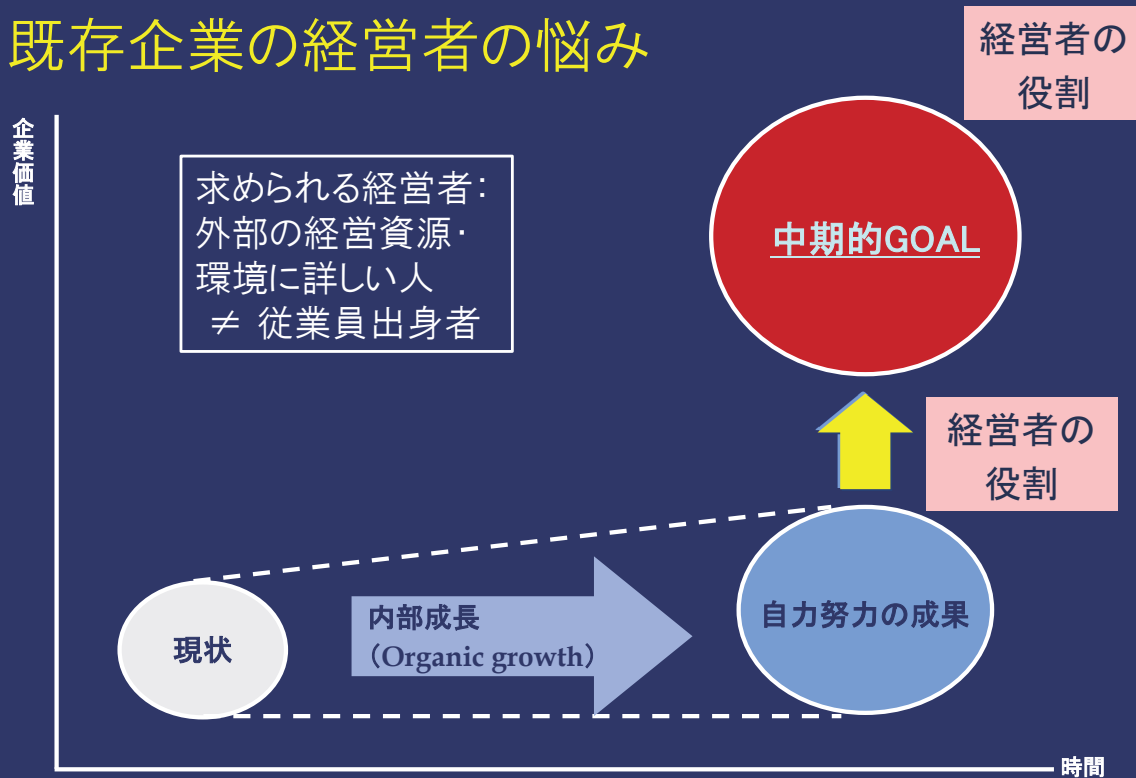 既存企業の経営者の悩み
経営者の
役割
企業価値
求められる経営者:
外部の経営資源・
環境に詳しい人
≠ 従業員出身者
中期的GOAL
経営者の
役割
現状
内部成長
(Organic growth)
自力努力の成果
時間